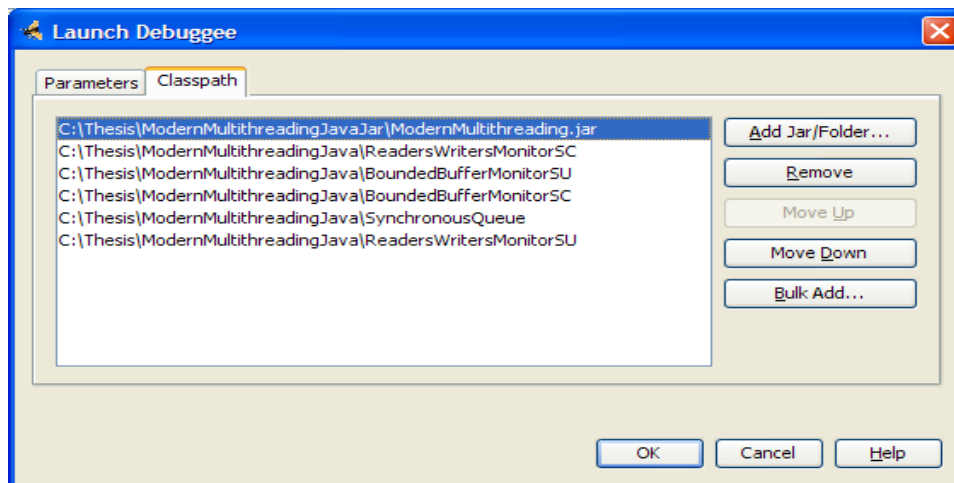 Launch Debuggee
Parameters
Classpath
C:\Thesis\ModernMultithreadingJavaJar\ModernMultithreading.jar
C:\Thesis\ModernMultithreadingJava\ReadersWritersMonitorSC
C:\Thesis\ModernMultithreadingJava\BoundedBufferMonitorSU
C:\Thesis\ModernMultithreadingJava\BoundedBufferMonitorSC
C:\Thesis\ModernMultithreadingJava\SynchronousQueue
C:\Thesis\ModernMultithreadingJava\ReadersWritersMonitorSU
Add Jar/Folder...
Remove
Move Up
Move Down
Bulk Add...
OK
Cancel
Help